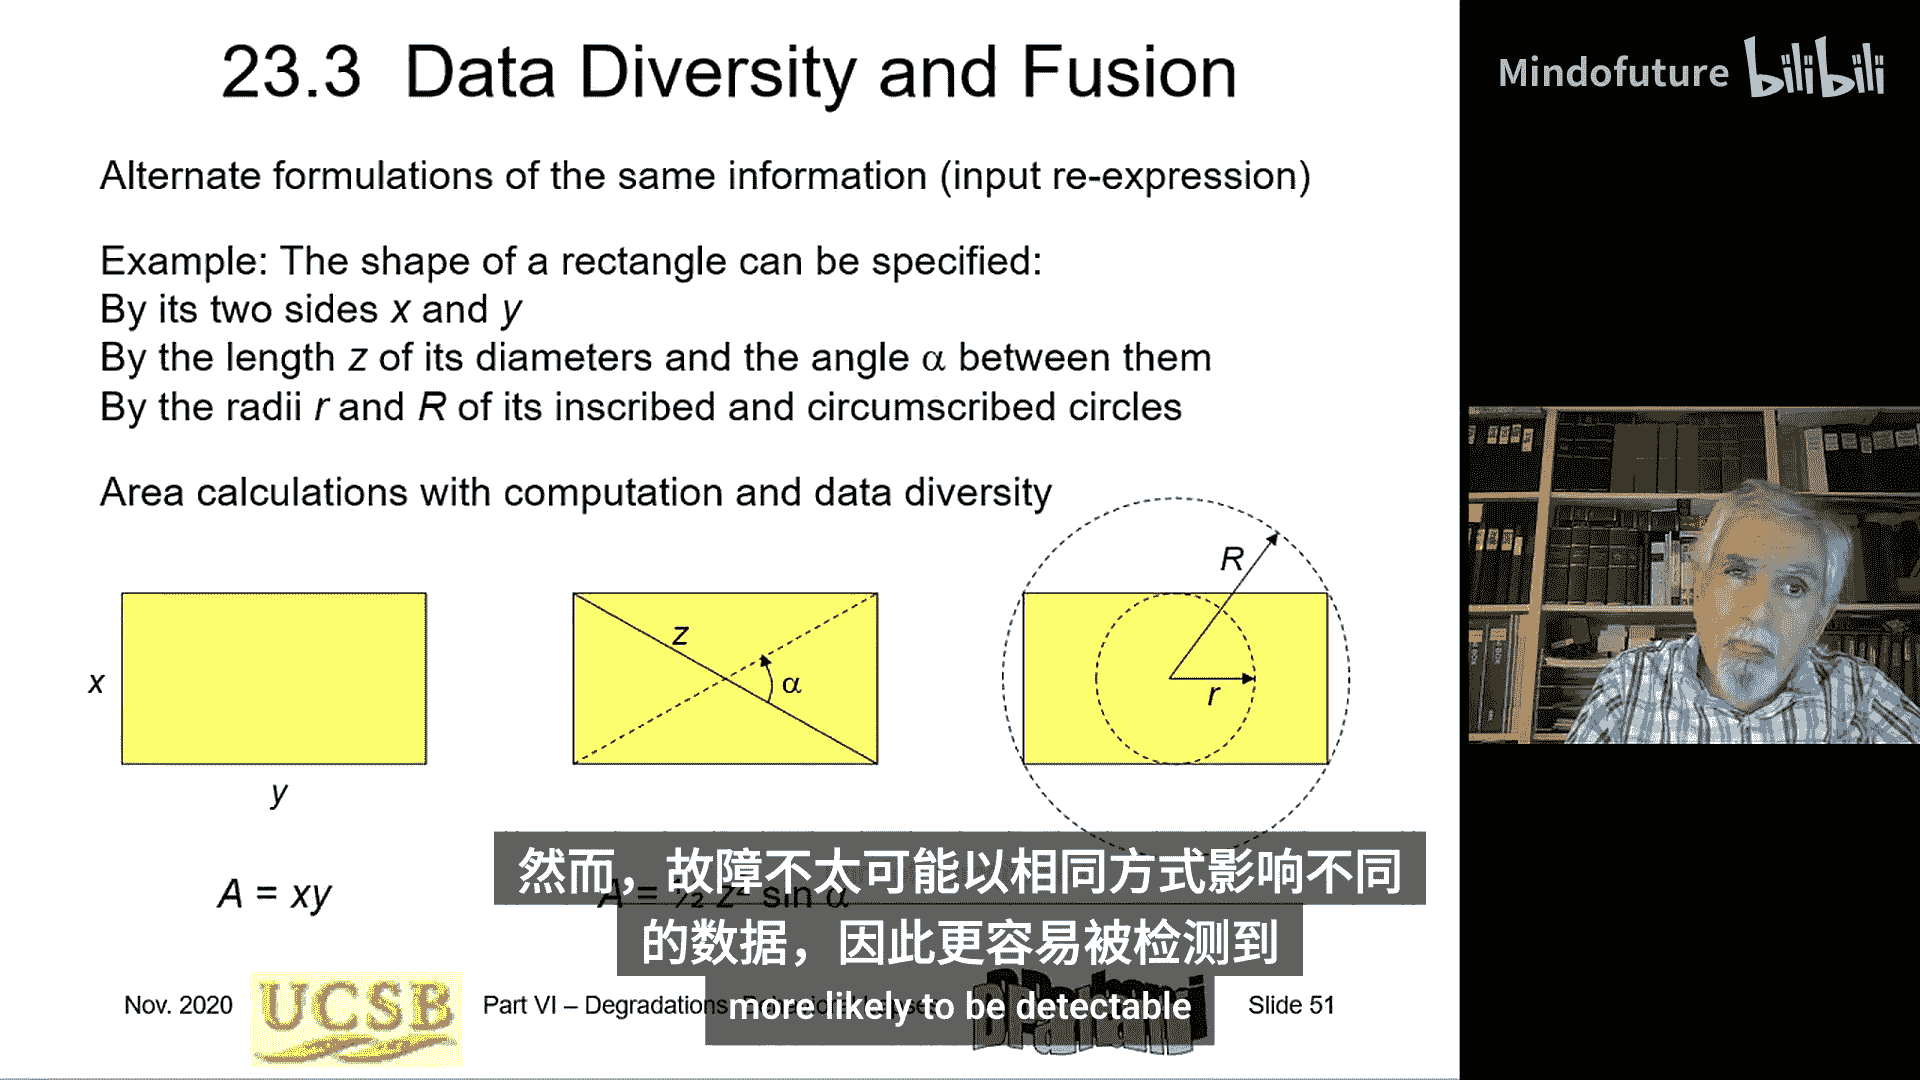 23.3 Data Diversity and Fusion
Mindofuture bilibili
Alternate formulations of the same information (input re-expression)
Example: The shape of a rectangle can be specified:
By its two sides x and y
By the length z of its diameters and the angle α between them
By the radii r and R of its inscribed and circumscribed circles
Area calculations with computation and data diversity
R
z
x
α
r
y
然而，故障不太可能以相同方式影响不同
A = xy
A = ½ z² sin α
的数据，因此更容易被检测到
Nov. 2020
UCSB
Part VI – Degradations
more likely to be detectable
Slide 51